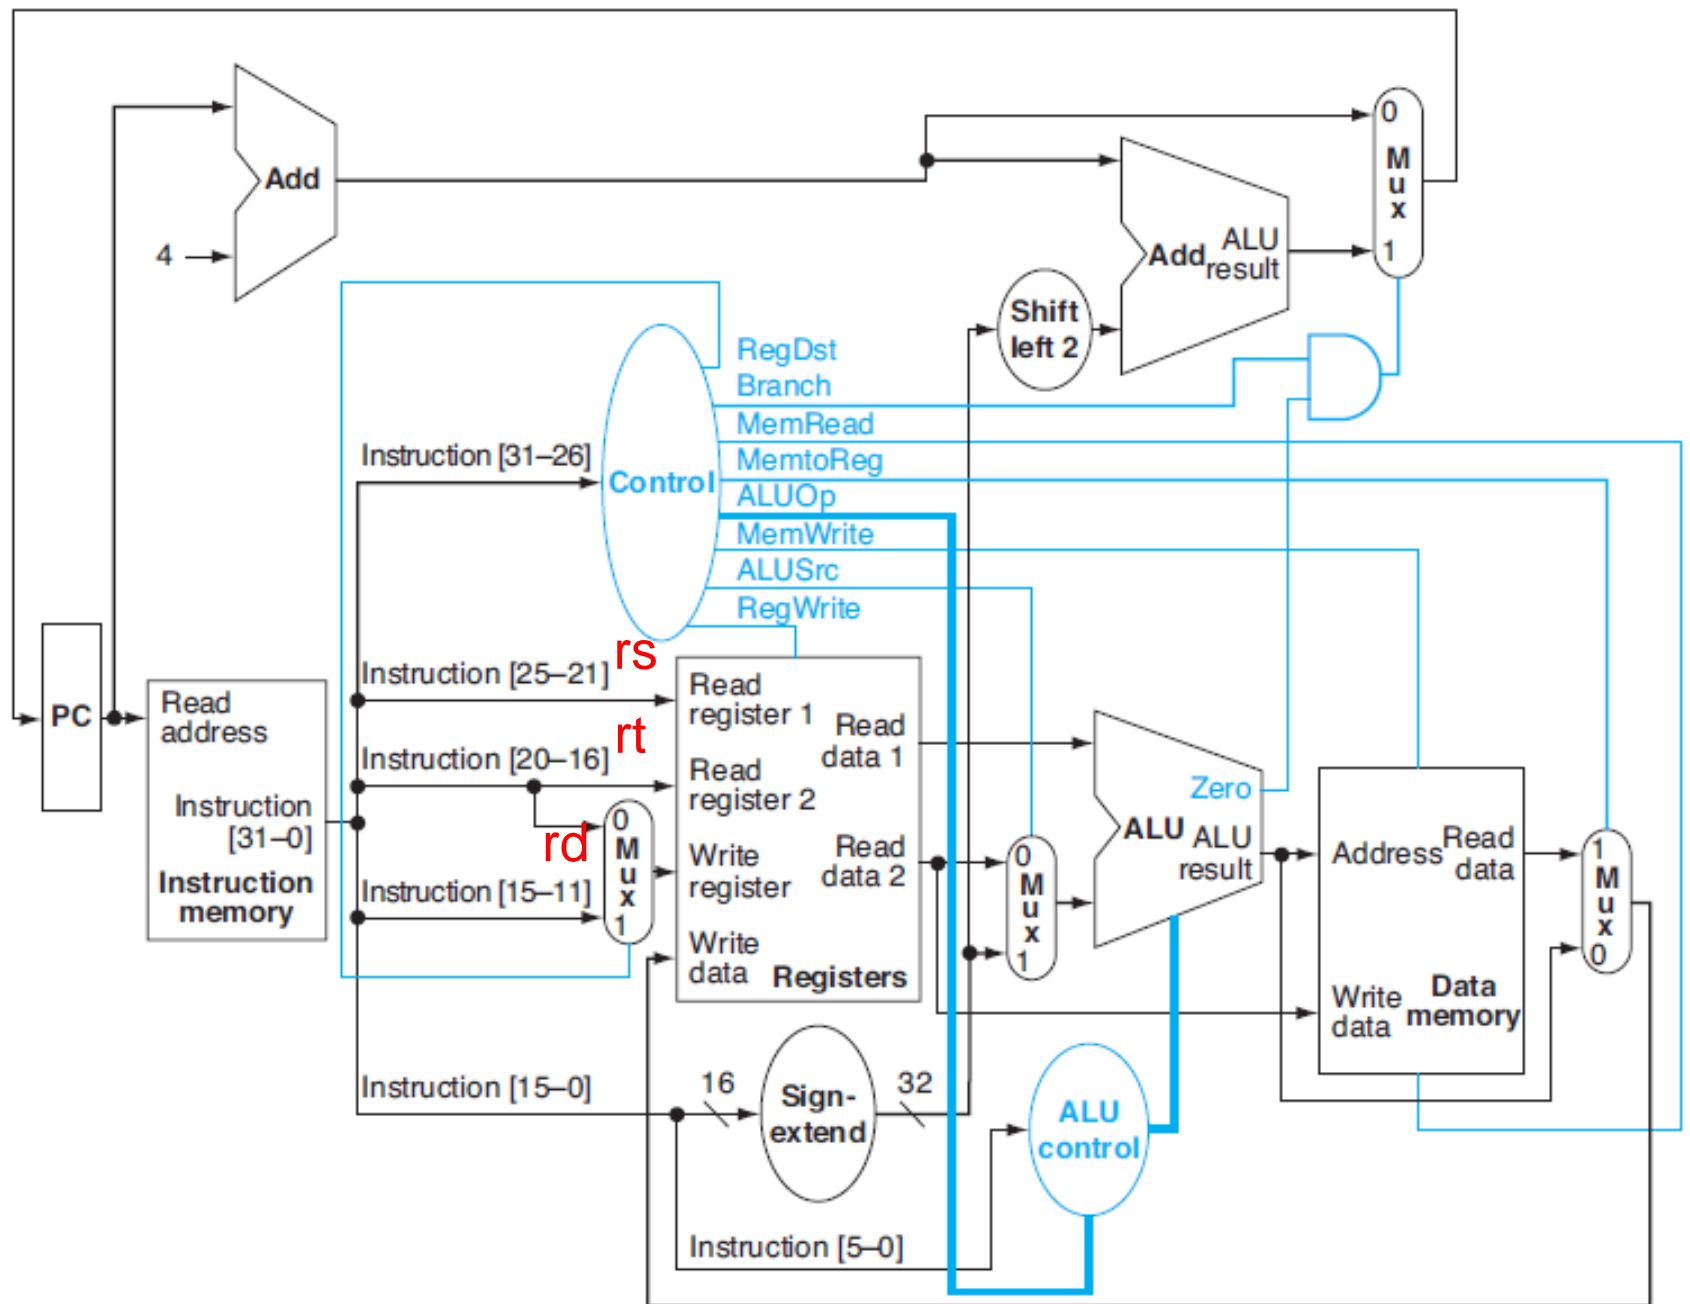 0
M
u
x
1
Add
4
Add
ALU
result
Shift
left 2
RegDst
Branch
MemRead
MemtoReg
ALUOp
MemWrite
ALUSrc
RegWrite
Instruction [31–26]
Control
rs
Instruction [25–21]
rt
Instruction [20–16]
rd
Instruction [15–11]
PC
Read
address
Instruction
[31–0]
Instruction
memory
0
M
u
x
1
Read
register 1
Read
register 2
Write
register
Write
data
Read
data 1
Read
data 2
Registers
0
M
u
x
1
Zero
ALU
ALU
result
Address
Read
data
Write
data
Data
memory
1
M
u
x
0
Instruction [15–0]
16
Sign-
extend
32
ALU
control
Instruction [5–0]